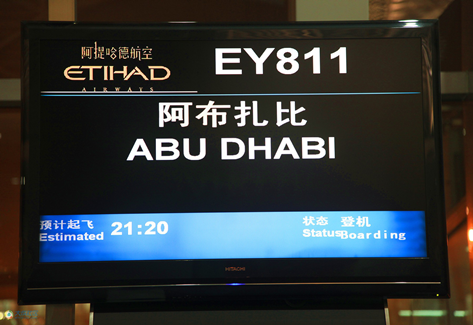 阿提哈德航空
ETIHAD
AIRWAYS
EY811
阿布扎比
ABU DHABI
预计起飞 21:20
Estimated
状态 登机
Status Boarding
HITACHI